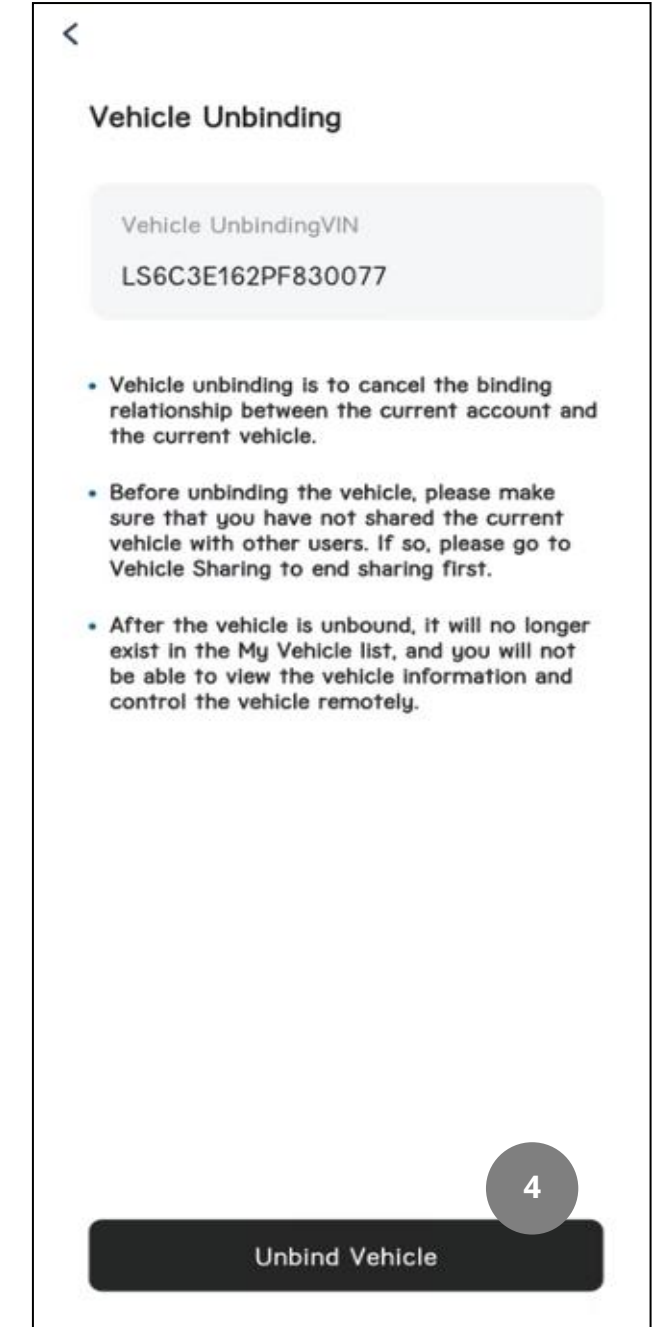 Vehicle Unbinding
Vehicle UnbindingVIN
LS6C3E162PF830077
• Vehicle unbinding is to cancel the binding
relationship between the current account and
the current vehicle.
• Before unbinding the vehicle, please make
sure that you have not shared the current
vehicle with other users. If so, please go to
Vehicle Sharing to end sharing first.
• After the vehicle is unbound, it will no longer
exist in the My Vehicle list, and you will not
be able to view the vehicle information and
control the vehicle remotely.
4
Unbind Vehicle